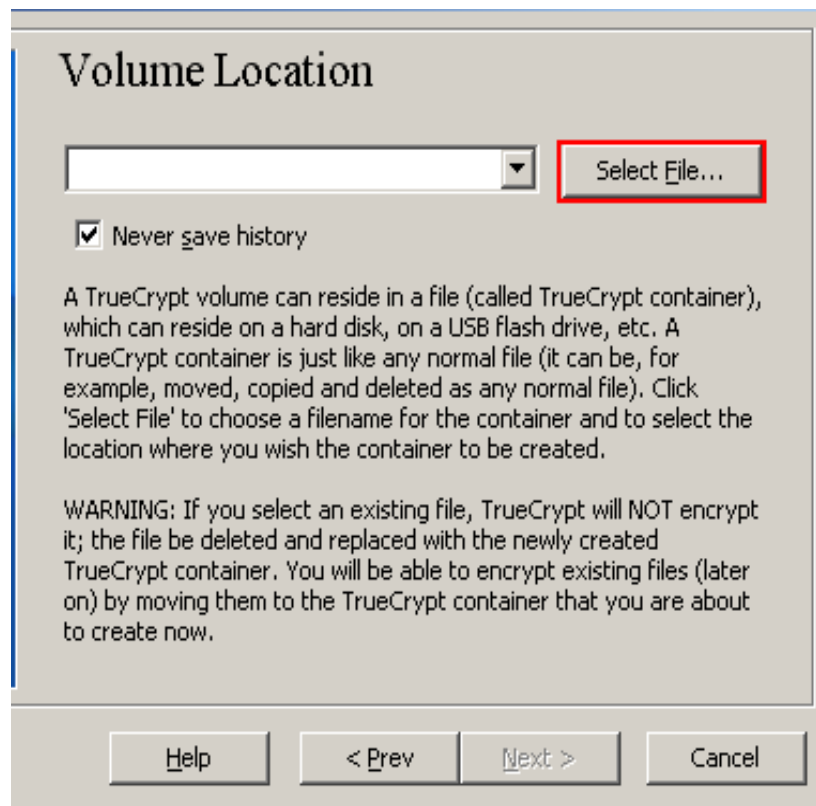 Volume Location
Select File...
Never save history
A TrueCrypt volume can reside in a file (called TrueCrypt container),
which can reside on a hard disk, on a USB flash drive, etc. A
TrueCrypt container is just like any normal file (it can be, for
example, moved, copied and deleted as any normal file). Click
'Select File' to choose a filename for the container and to select the
location where you wish the container to be created.
WARNING: If you select an existing file, TrueCrypt will NOT encrypt
it; the file be deleted and replaced with the newly created
TrueCrypt container. You will be able to encrypt existing files (later
on) by moving them to the TrueCrypt container that you are about
to create now.
Help
< Prev
Next >
Cancel